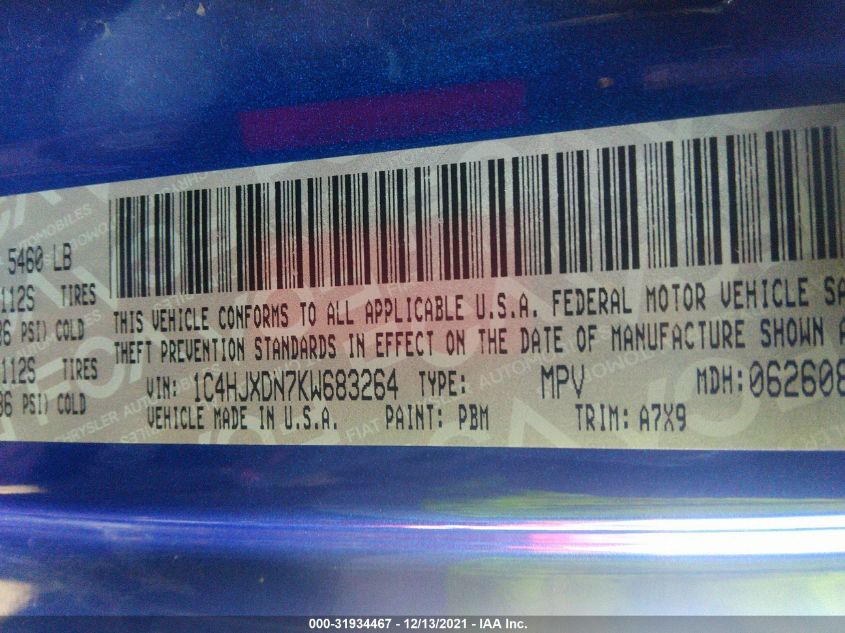 5460 LB
112S TIRES
36 PSI) COLD
112S TIRES
36 PSI) COLD
THIS VEHICLE CONFORMS TO ALL APPLICABLE U.S.A. FEDERAL MOTOR VEHICLE SA
THEFT PREVENTION STANDARDS IN EFFECT ON THE DATE OF MANUFACTURE SHOWN A
VIN: 1C4HJXDN7KW683264 TYPE: MPV MDH:062608
VEHICLE MADE IN U.S.A. PAINT: PBM TRIM: A7X9
000-31934467 - 12/13/2021 - IAA Inc.